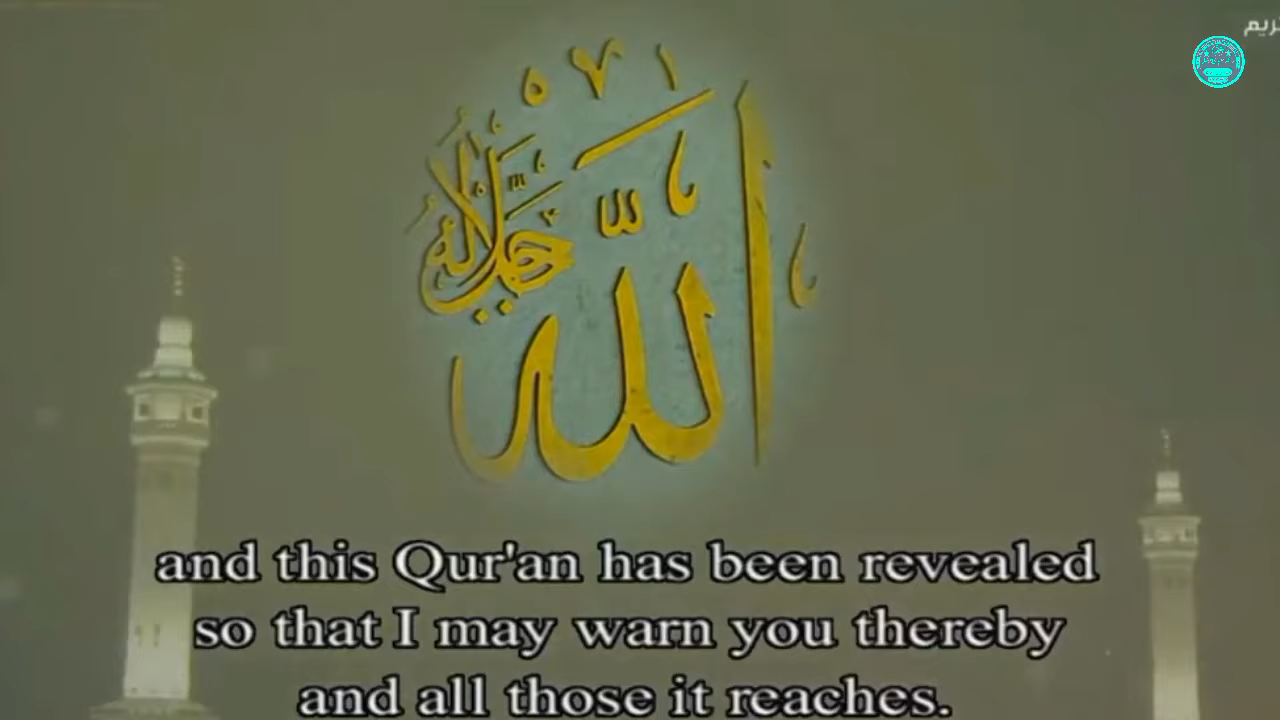 الله
جل جلاله
and this Qur'an has been revealed
so that I may warn you thereby
and all those it reaches.